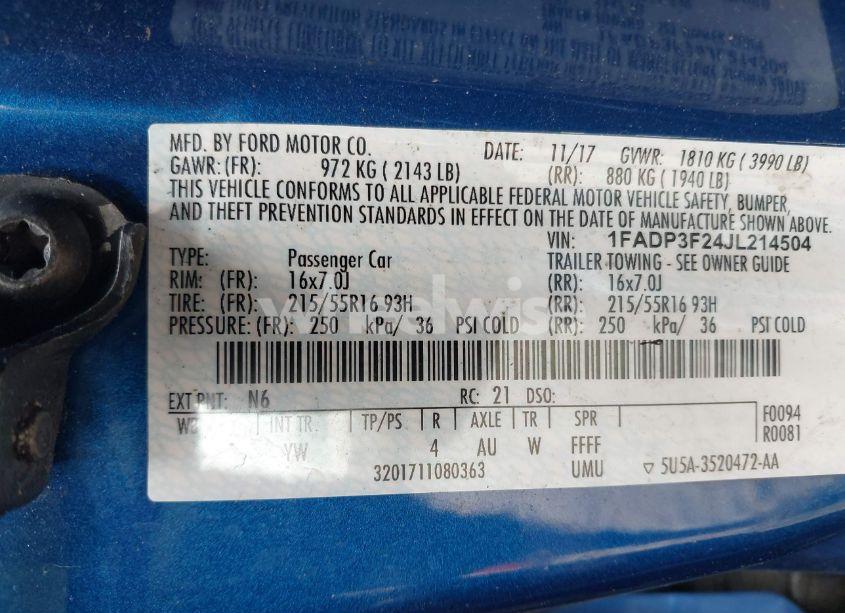 MFD. BY FORD MOTOR CO. DATE: 11/17 GVWR: 1810 KG ( 3990 LB)
GAWR: (FR): 972 KG ( 2143 LB) (RR): 880 KG ( 1940 LB)
THIS VEHICLE CONFORMS TO ALL APPLICABLE FEDERAL MOTOR VEHICLE SAFETY, BUMPER,
AND THEFT PREVENTION STANDARDS IN EFFECT ON THE DATE OF MANUFACTURE SHOWN ABOVE.
VIN: 1FADP3F24JL214504
TYPE: Passenger Car TRAILER TOWING - SEE OWNER GUIDE
RIM: (FR): 16x7.0J (RR): 16x7.0J
TIRE: (FR): 215/55R16 93H (RR): 215/55R16 93H
PRESSURE: (FR): 250 kPa/ 36 PSI COLD (RR): 250 kPa/ 36 PSI COLD
EXT PNT: N6 RC: 21 DSO:
WB INT TR. TP/PS R AXLE TR SPR F0094
YW 4 AU W FFFF R0081
3201711080363 UMU ▽ 5U5A-3520472-AA